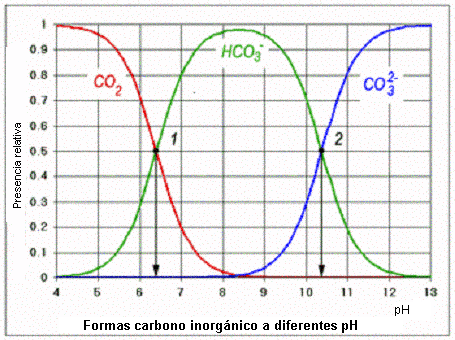 1
0.9
0.8
0.7
0.6
0.5
0.4
0.3
0.2
0.1
0
Presencia relativa
CO2
HCO3-
CO3 2-
1
2
4 5 6 7 8 9 10 11 12 13
pH
Formas carbono inorgánico a diferentes pH